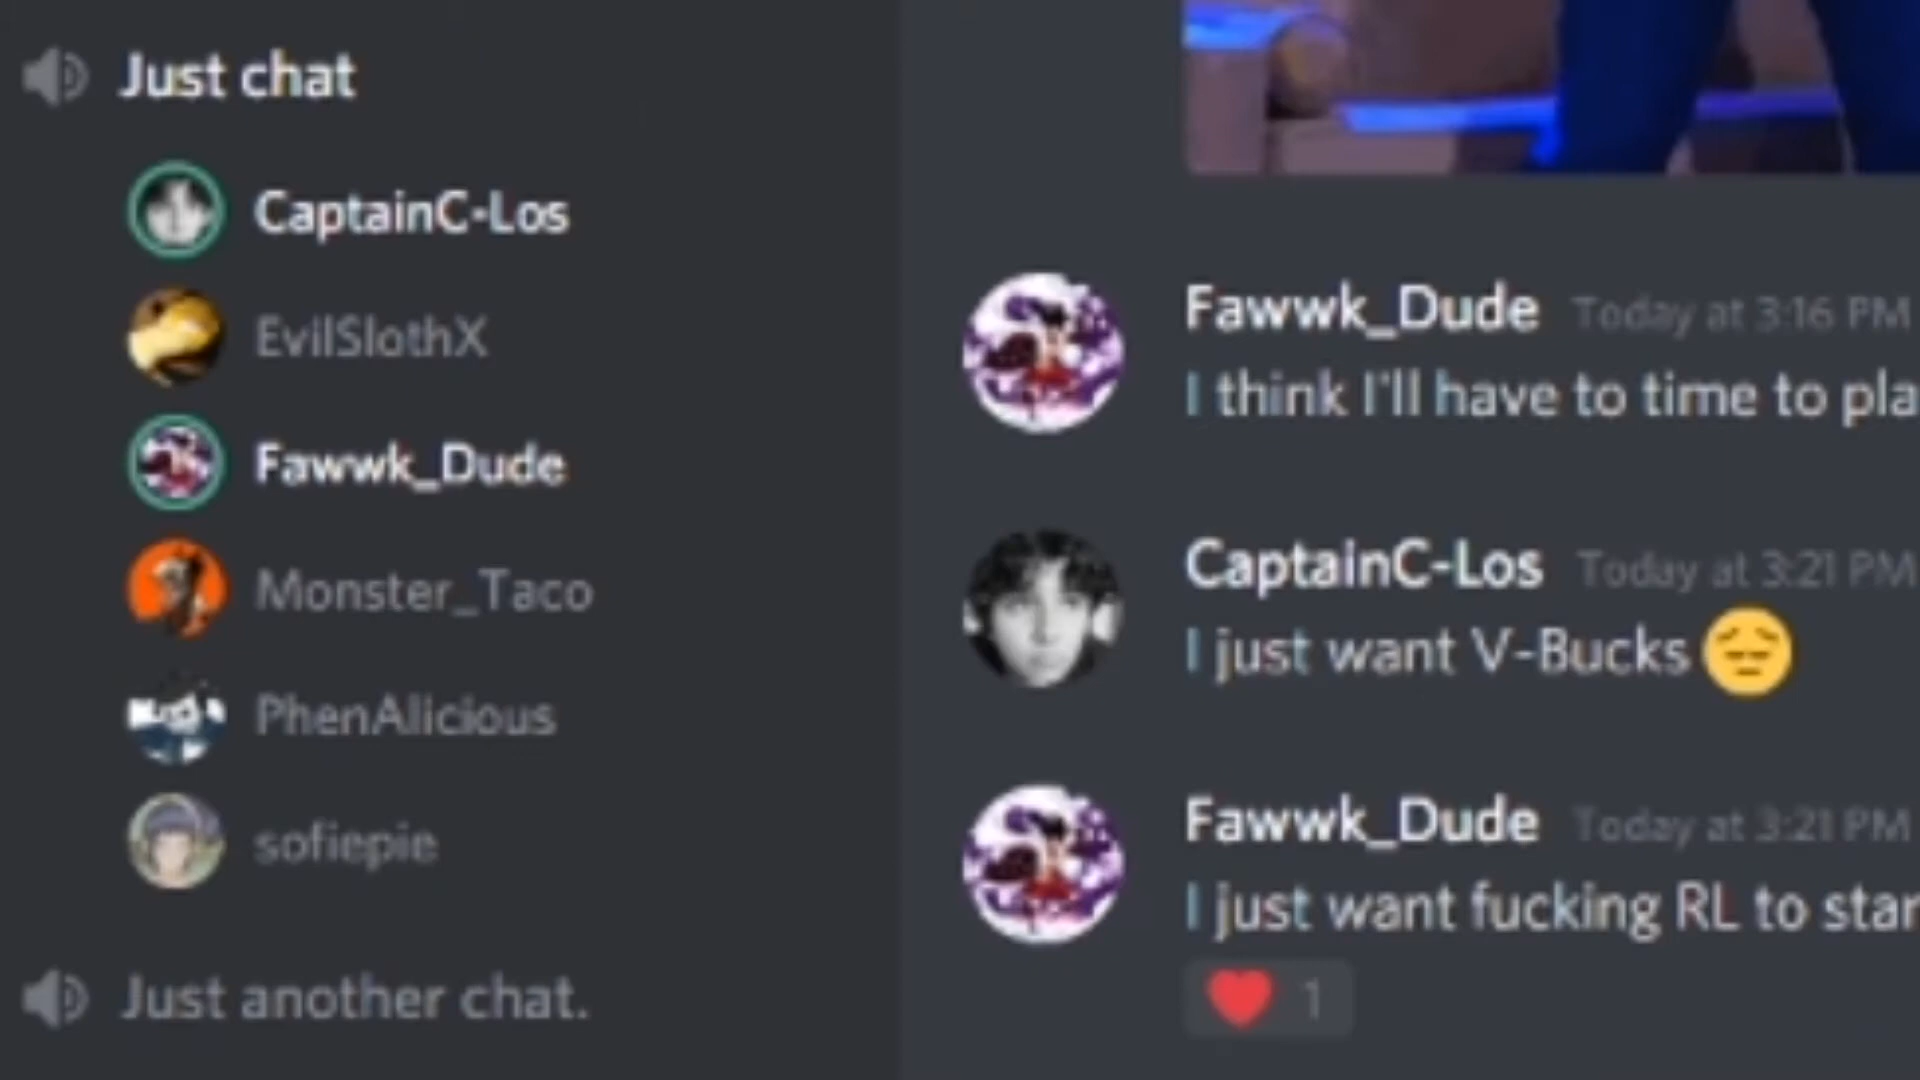 Just chat
CaptainC-Los
EvilSlothX
Fawwk_Dude
Monster_Taco
PhenAlicious
sofiepie
Just another chat.
Fawwk_Dude Today at 3:16 PM
I think I'll have to time to pla
CaptainC-Los Today at 3:21 PM
I just want V-Bucks 😔
Fawwk_Dude Today at 3:21 PM
I just want fucking RL to star
❤️ 1